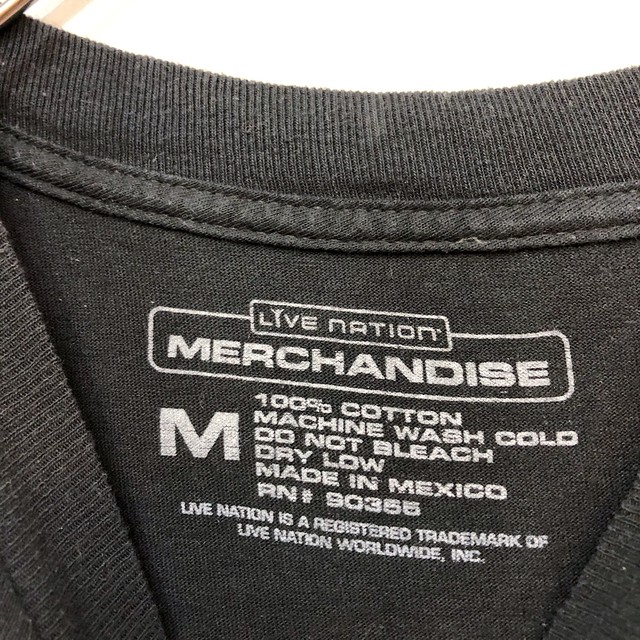 LIVE NATION
MERCHANDISE
M
100% COTTON
MACHINE WASH COLD
DO NOT BLEACH
DRY LOW
MADE IN MEXICO
RN# 90356
LIVE NATION IS A REGISTERED TRADEMARK OF
LIVE NATION WORLDWIDE, INC.